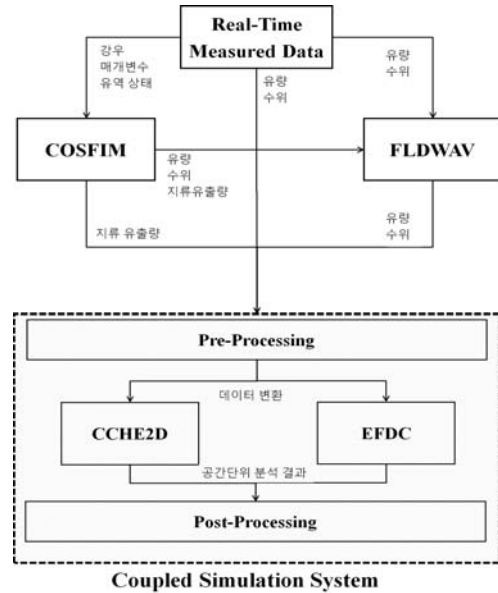 Real-Time
Measured Data
강우
매개변수
유역 상태
유량
수위
유량
수위
COSFIM
FLDWAV
유량
수위
지류유출량
지류 유출량
유량
수위
Pre-Processing
데이터 변환
CCHE2D
EFDC
공간단위 분석 결과
Post-Processing
Coupled Simulation System